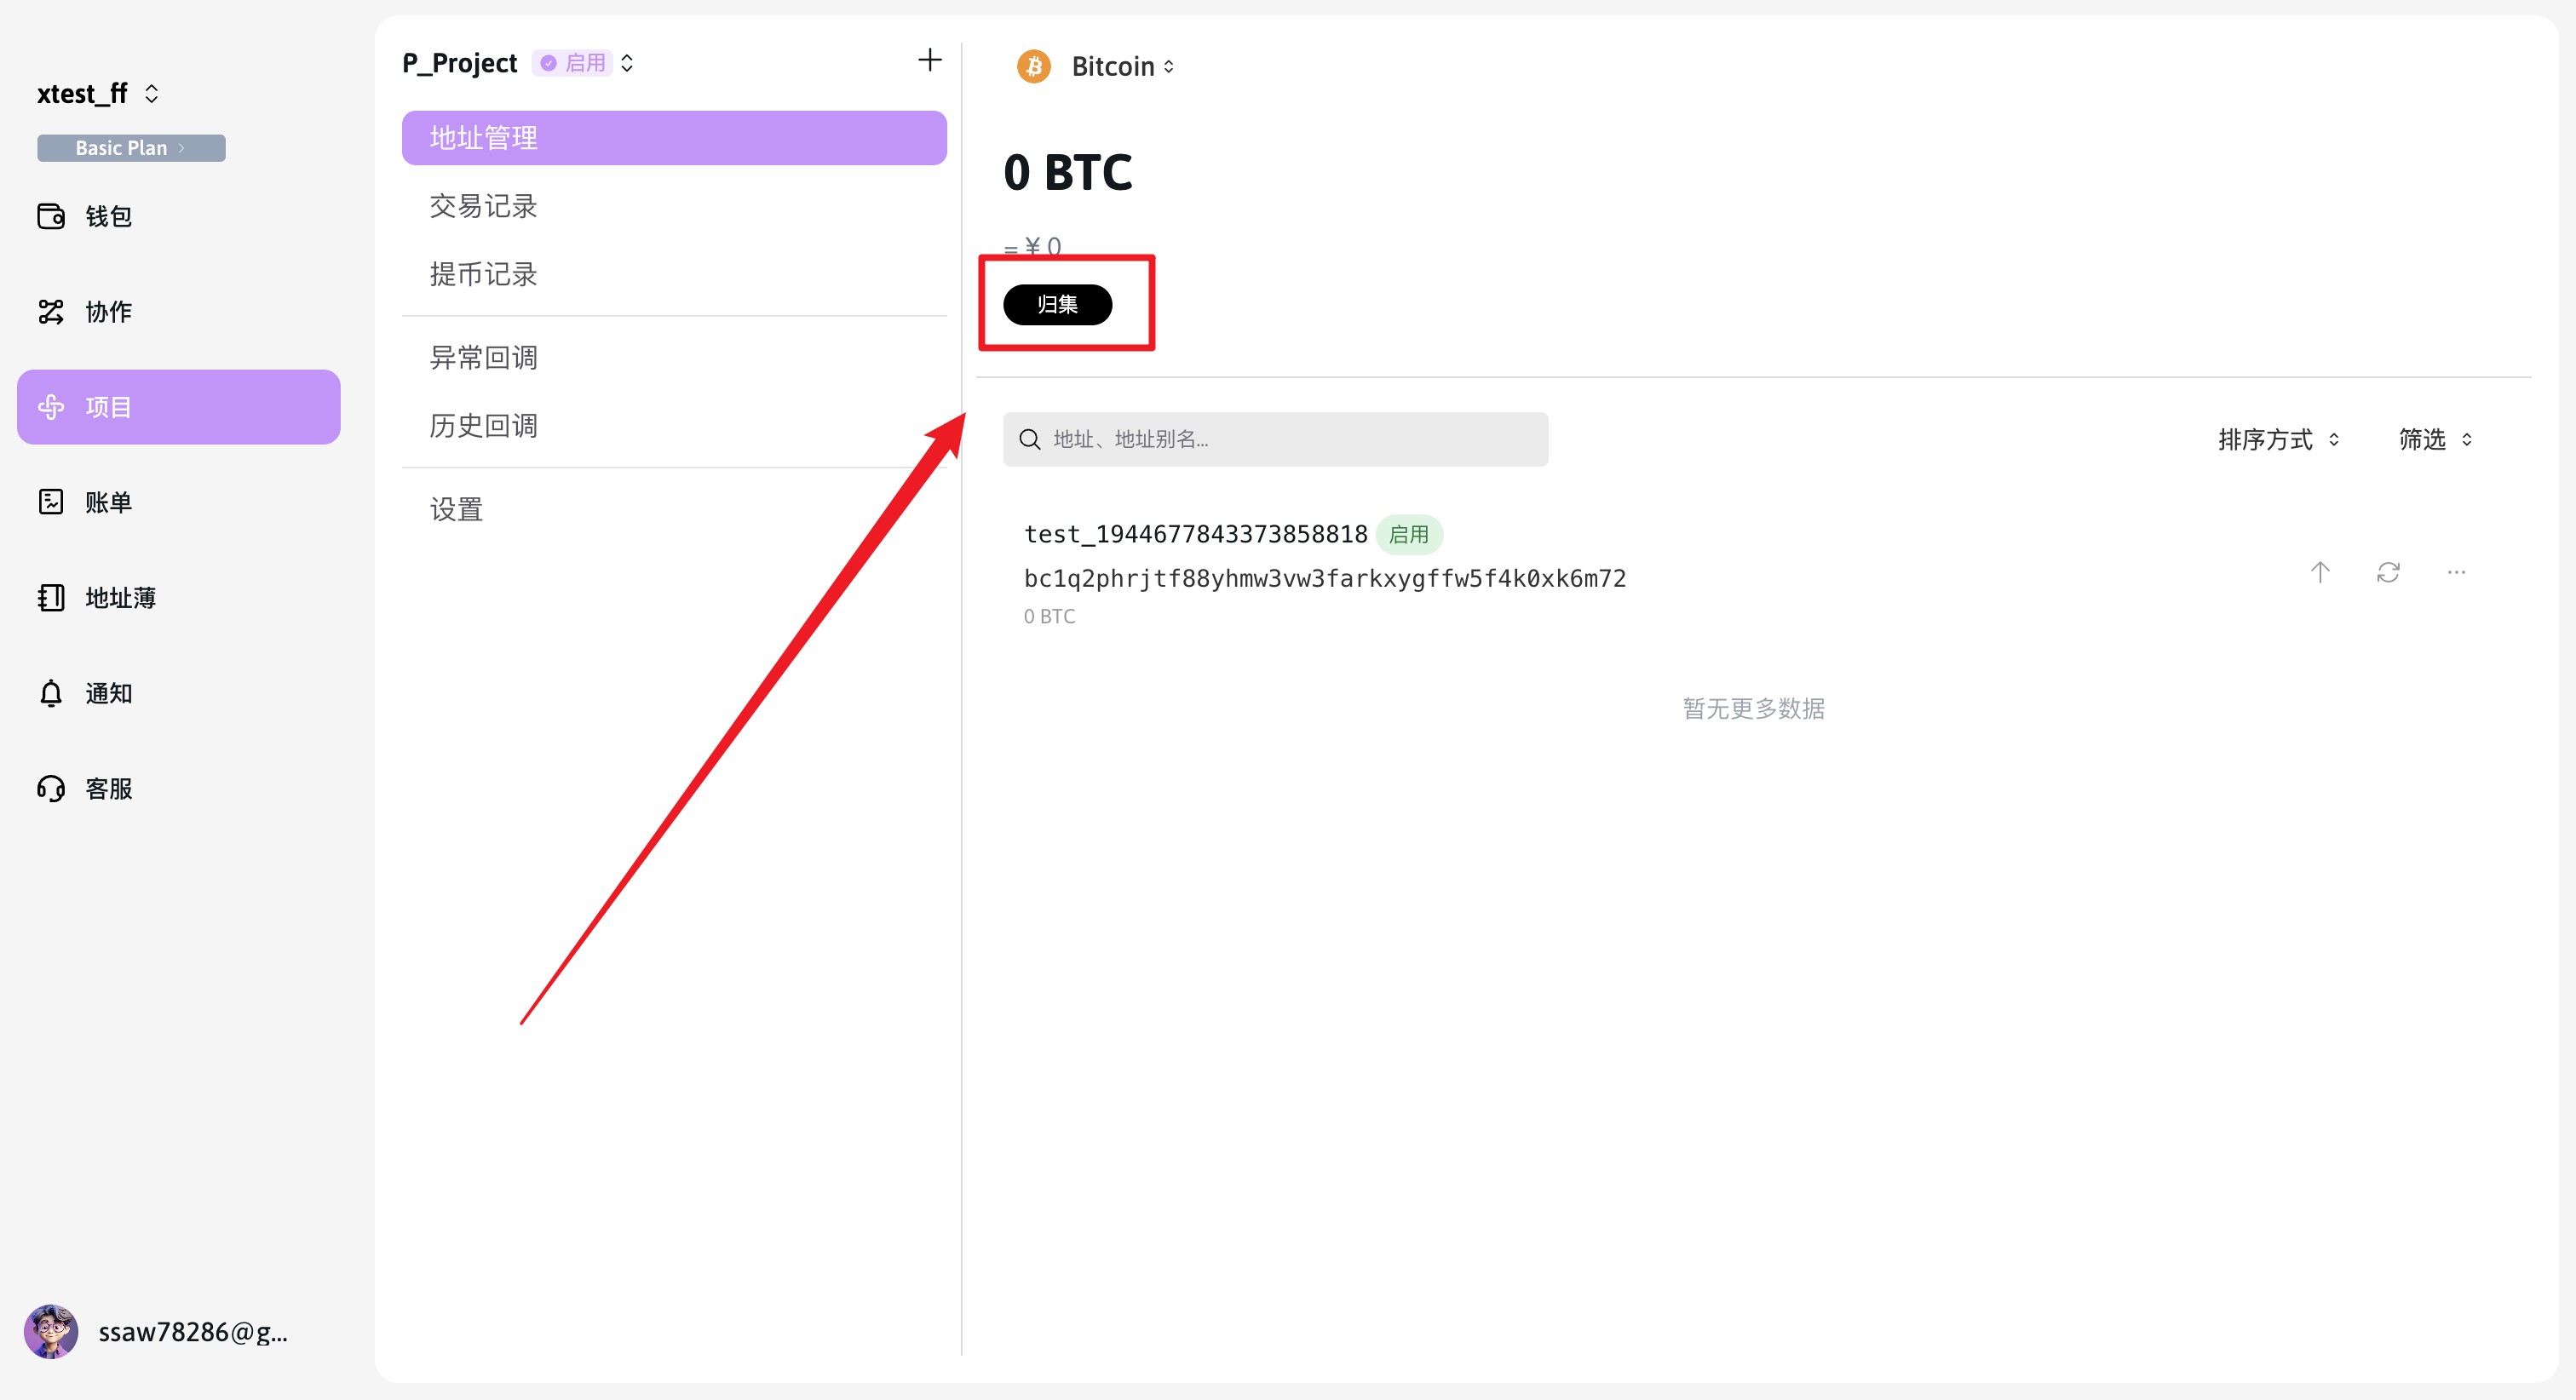 xtest_ff
Basic Plan
钱包
协作
项目
账单
地址薄
通知
客服
ssaw78286@g...
P_Project 启用
地址管理
交易记录
提币记录
异常回调
历史回调
设置
Bitcoin
0 BTC
= ¥ 0
归集
地址、地址别名...
排序方式 筛选
test_1944677843373858818 启用
bc1q2phrjtf88yhmw3vw3farkxygffw5f4k0xk6m72
0 BTC
暂无更多数据